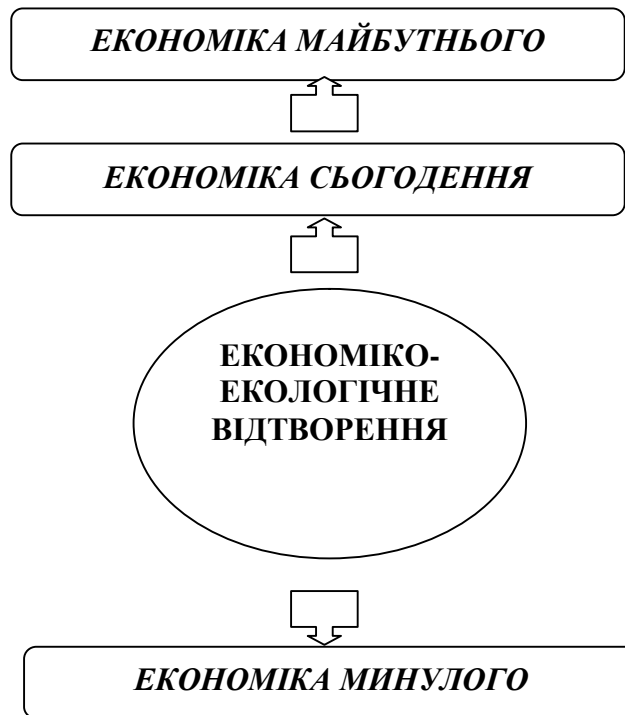 ЕКОНОМІКА МАЙБУТНЬОГО
ЕКОНОМІКА СЬОГОДЕННЯ
ЕКОНОМІКО-
ЕКОЛОГІЧНЕ
ВІДТВОРЕННЯ
ЕКОНОМІКА МИНУЛОГО